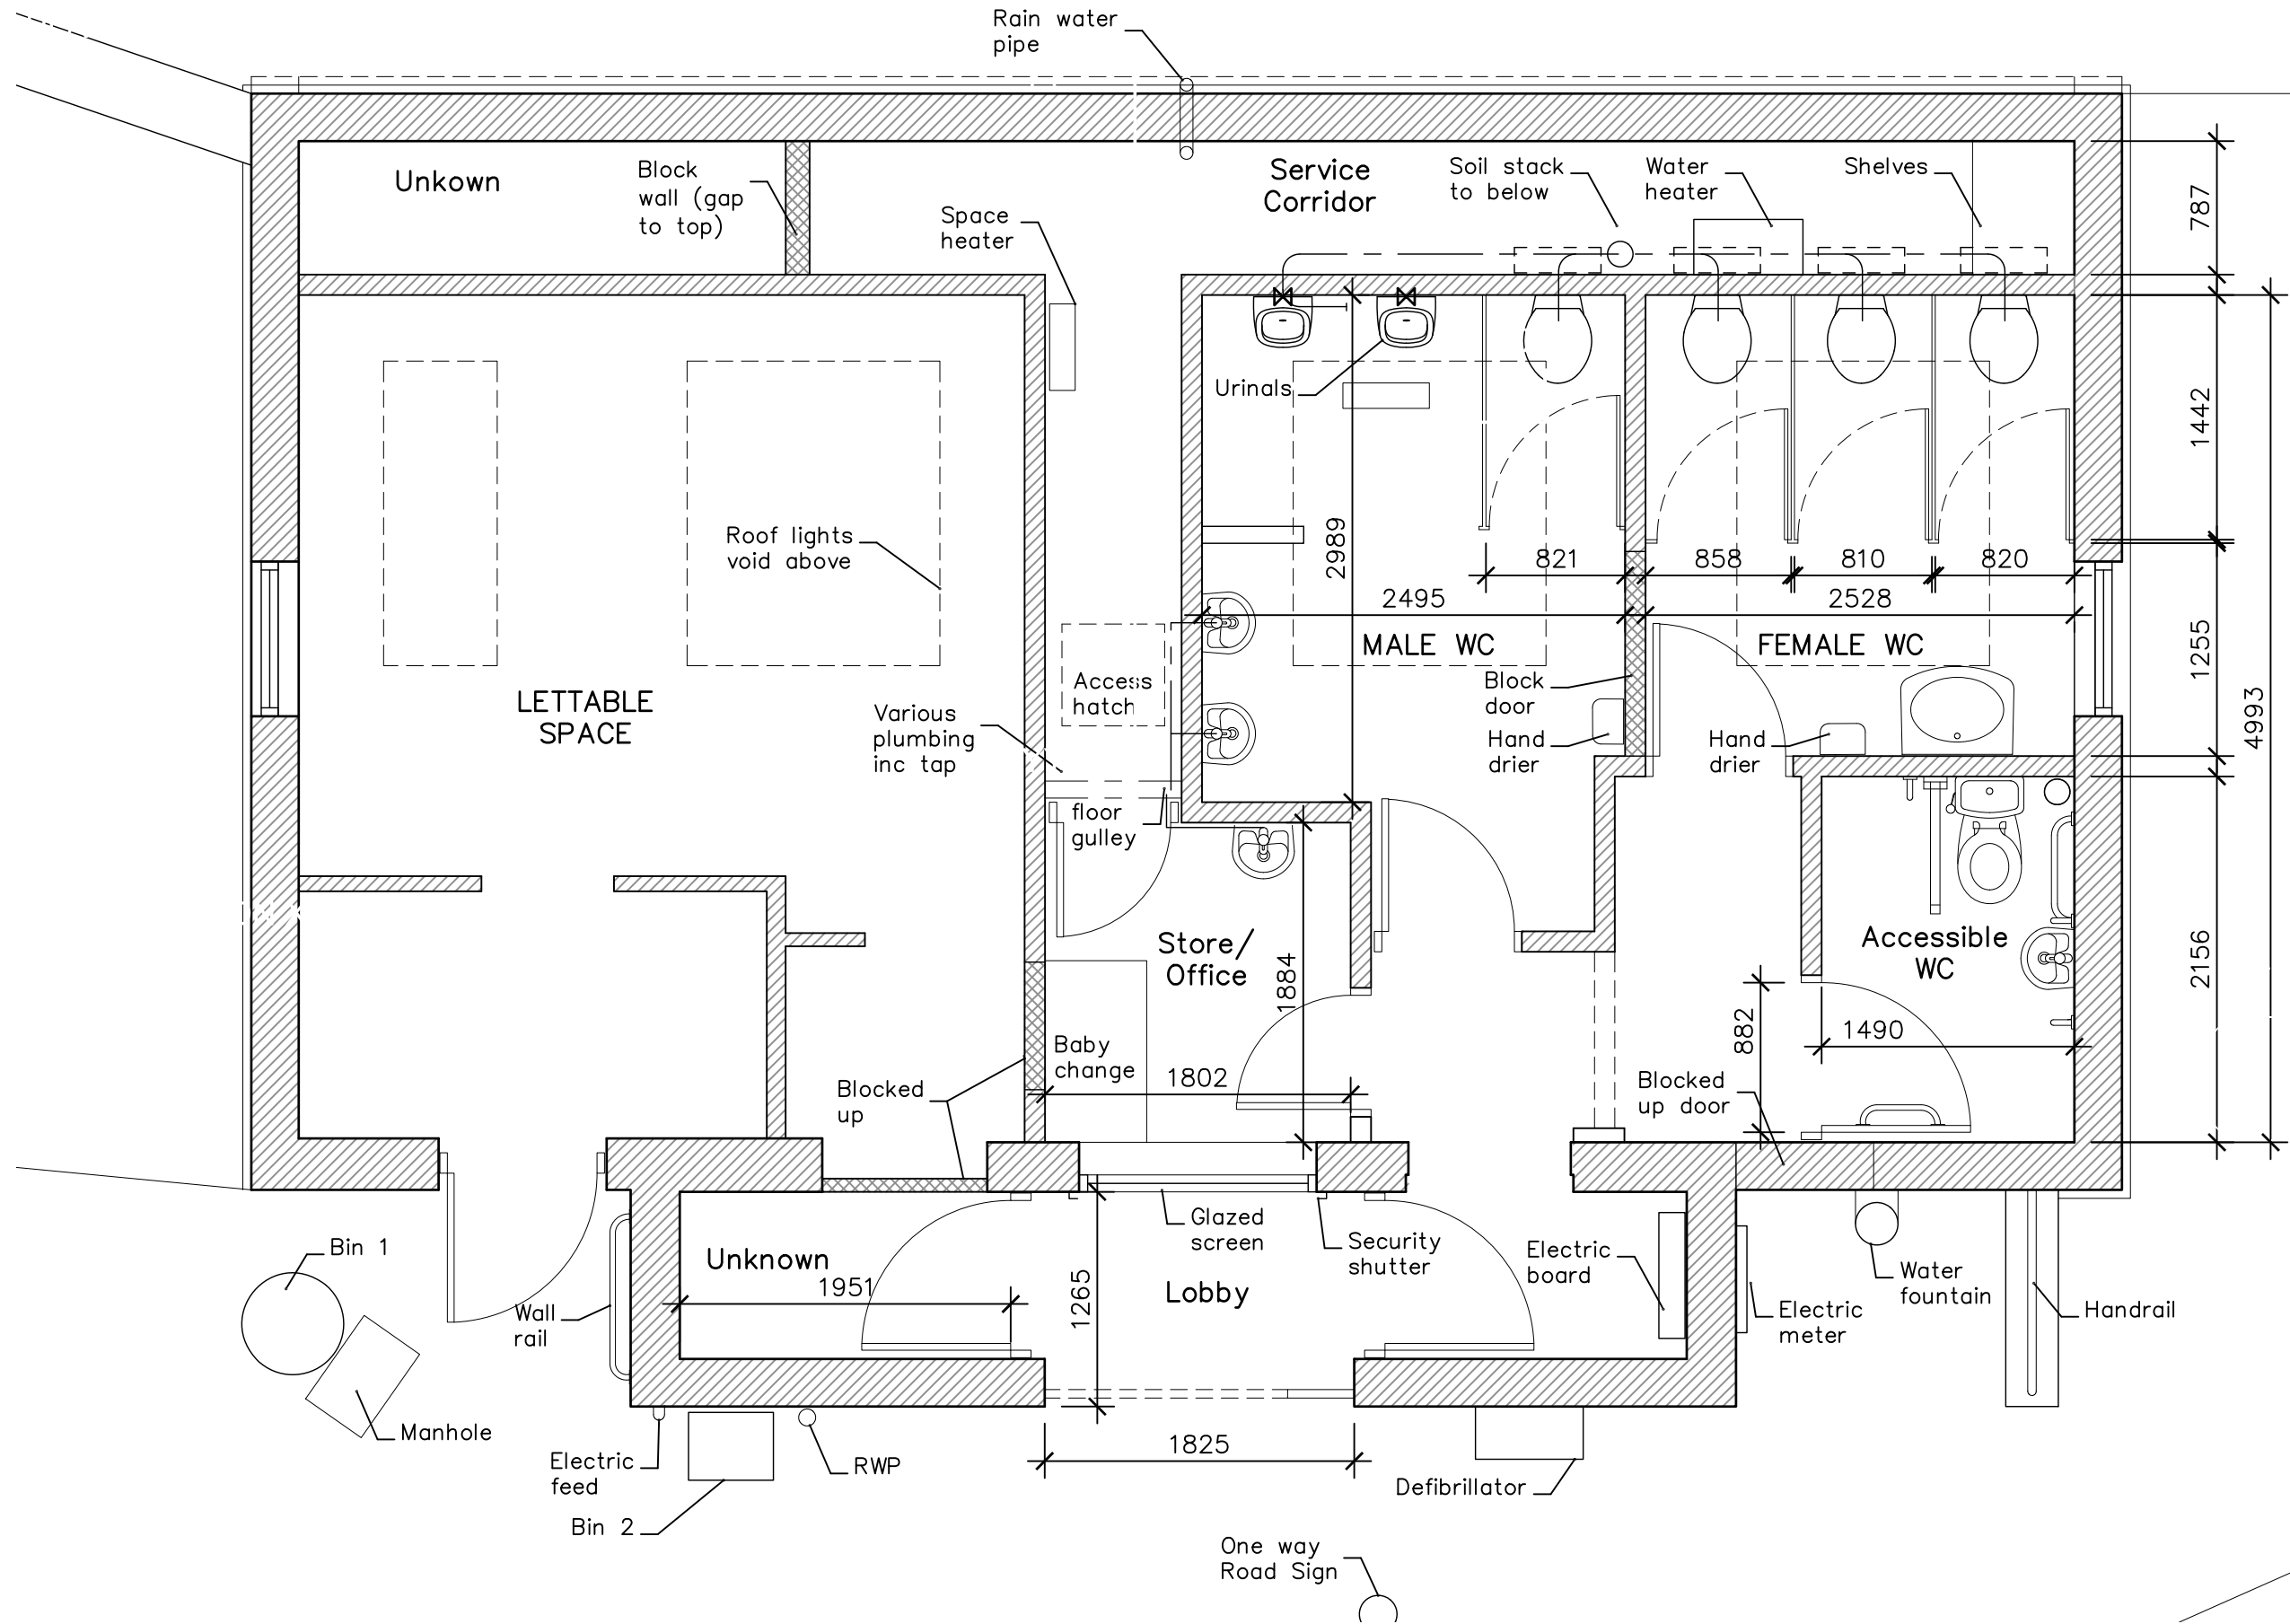 Rain water
pipe
Unkown
Block
wall (gap
to top)
Space
heater
Service
Corridor
Soil stack
to below
Water
heater
Shelves
787
Urinals
1442
Roof lights
void above
2989
821
858
810
820
2495
2528
MALE WC
FEMALE WC
1255
4993
LETTABLE
SPACE
Access
hatch
Various
plumbing
inc tap
Block
door
Hand
drier
Hand
drier
floor
gulley
Store/
Office
1884
Accessible
WC
2156
882
1490
Baby
change
1802
Blocked
up
Blocked
up door
Glazed
screen
Security
shutter
Electric
board
Unknown
1951
1265
Lobby
Bin 1
Wall
rail
Water
fountain
Electric
meter
Handrail
Manhole
Electric
feed
RWP
1825
Defibrillator
Bin 2
One way
Road Sign